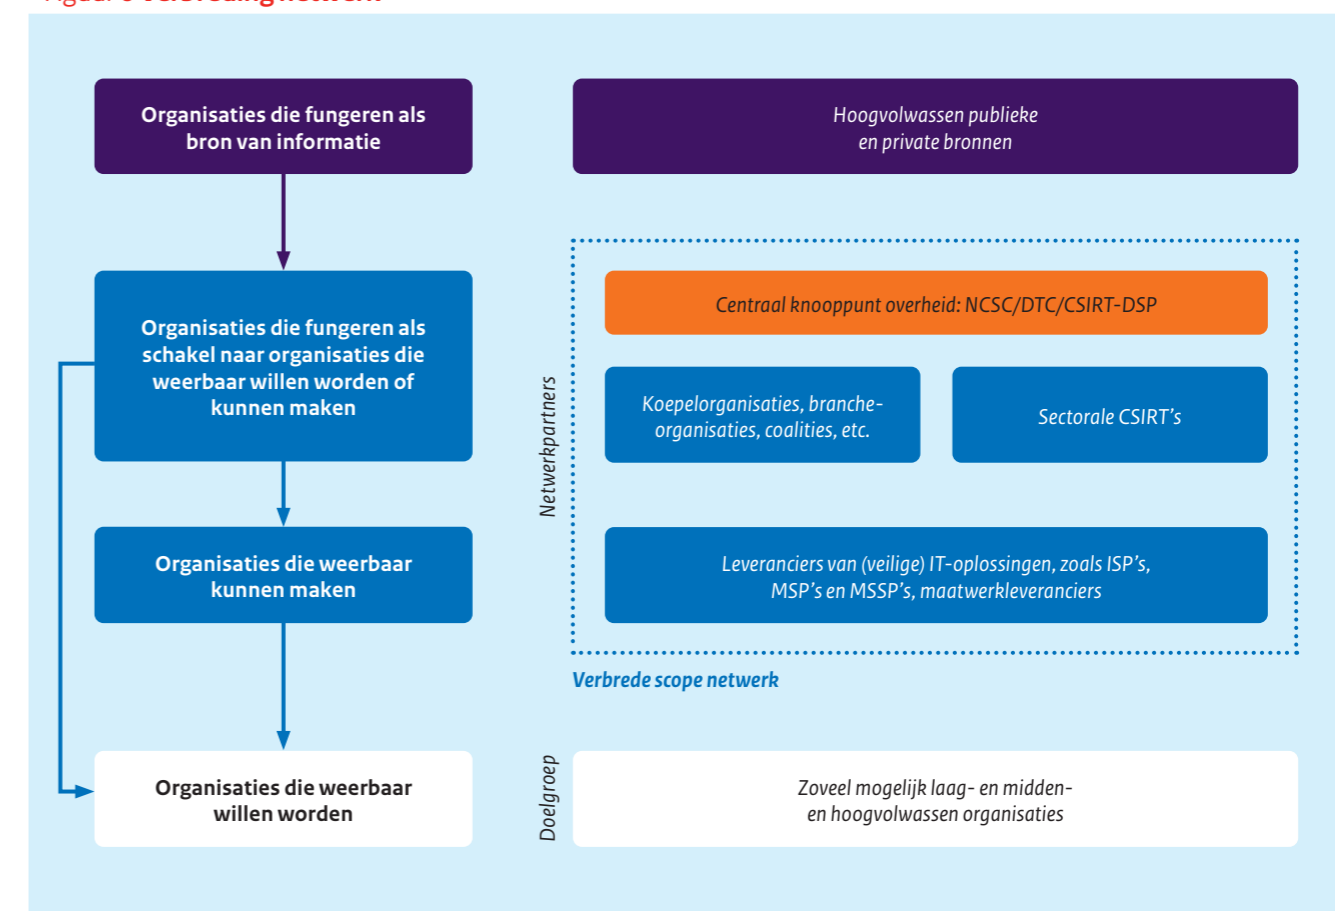 Verbreding netwerk
Organisaties die fungeren als
bron van informatie
Hoogvolwassen publieke
en private bronnen
Organisaties die fungeren als
schakel naar organisaties die
weerbaar willen worden of
kunnen maken
Netwerkpartners
Centraal knooppunt overheid: NCSC/DTC/CSIRT-DSP
Koepelorganisaties, branche-
organisaties, coalities, etc.
Sectorale CSIRT’s
Organisaties die weerbaar
kunnen maken
Leveranciers van (veilige) IT-oplossingen, zoals ISP’s,
MSP’s en MSSP’s, maatwerkleveranciers
Verbrede scope netwerk
Organisaties die weerbaar
willen worden
Doelgroep
Zoveel mogelijk laag- en midden-
en hoogvolwassen organisaties